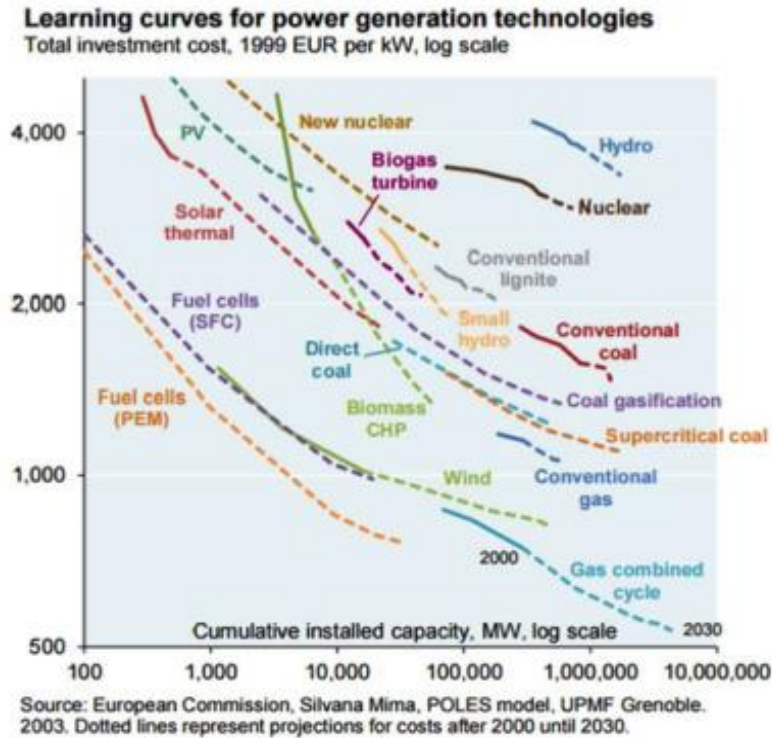 Learning curves for power generation technologies
Total investment cost, 1999 EUR per kW, log scale
4,000
2,000
1,000
500
PV
New nuclear
Hydro
Biogas
turbine
Nuclear
Solar
thermal
Conventional
lignite
Fuel cells
(SFC)
Small
hydro
Conventional
coal
Direct
coal
Fuel cells
(PEM)
Biomass
CHP
Coal gasification
Supercritical coal
Wind
Conventional
gas
2000
Gas combined
cycle
2030
Cumulative installed capacity, MW, log scale
100
1,000
10,000
100,000
1,000,000
10,000,000
Source: European Commission, Silvana Mima, POLES model, UPMF Grenoble.
2003. Dotted lines represent projections for costs after 2000 until 2030.